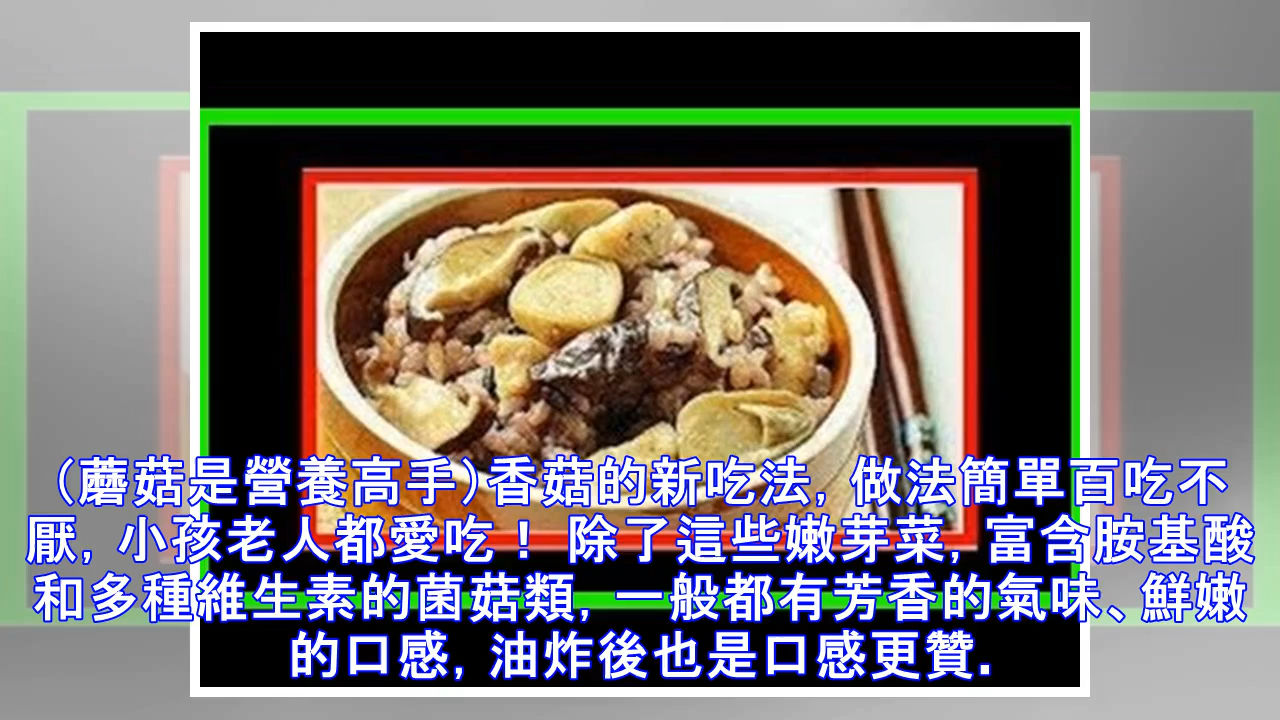 (蘑菇是營養高手)香菇的新吃法, 做法簡單百吃不
厭, 小孩老人都愛吃！ 除了這些嫩芽菜, 富含胺基酸
和多種維生素的菌菇類, 一般都有芳香的氣味、鮮嫩
的口感, 油炸後也是口感更贊.